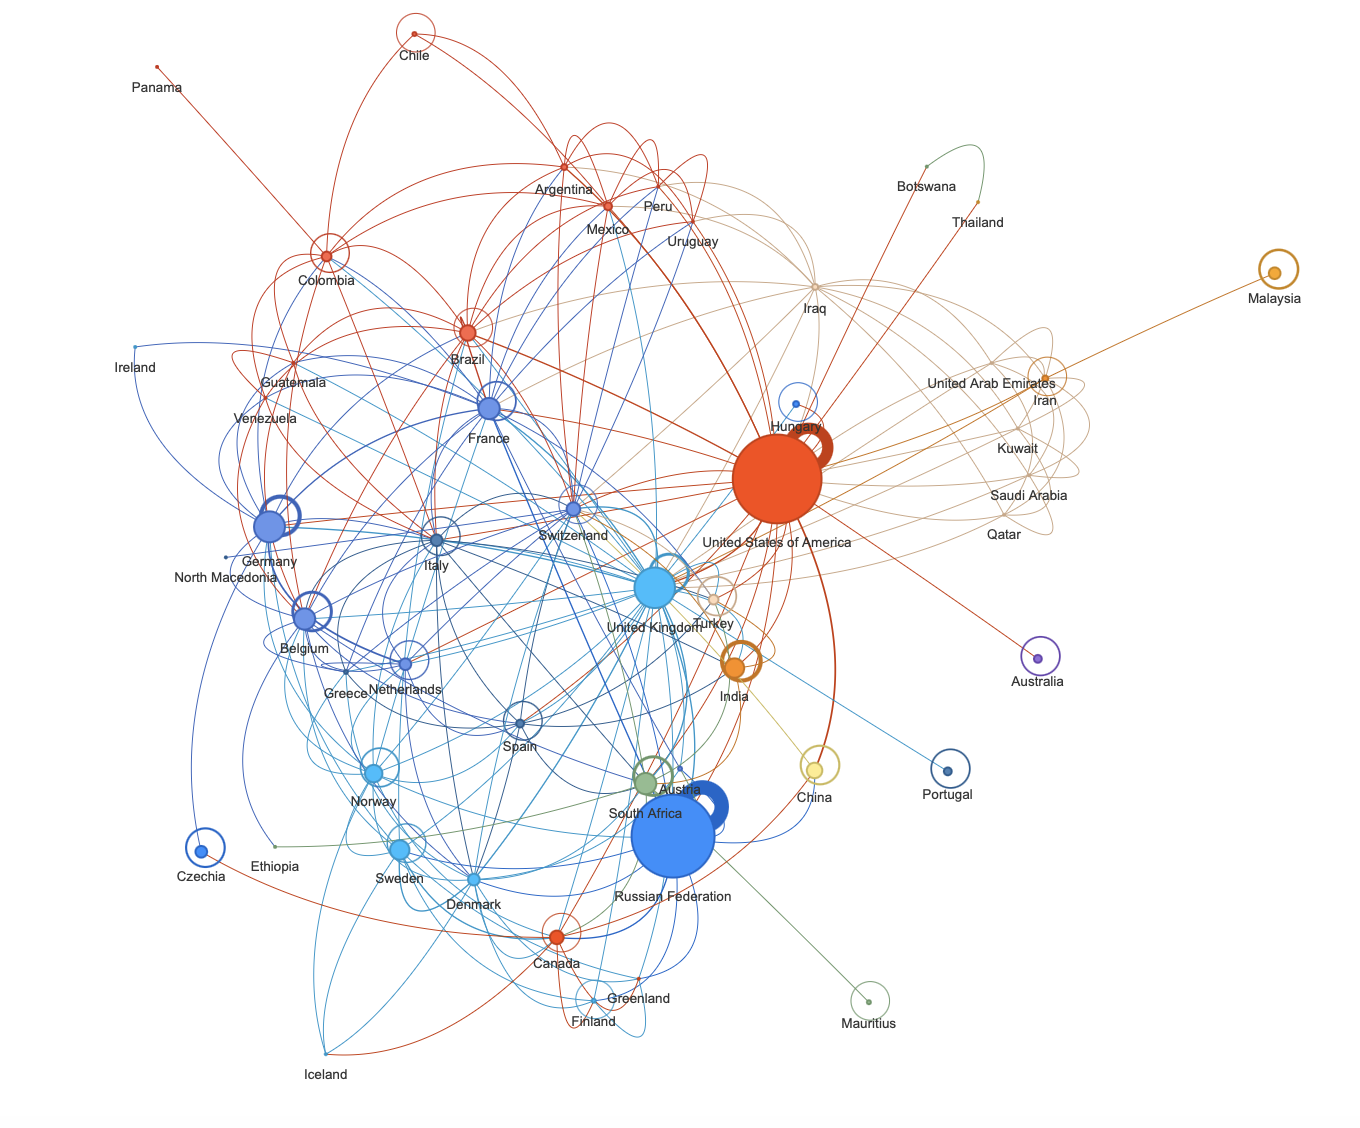 Chile
Panama
Argentina
Botswana
Peru
Thailand
Mexico
Uruguay
Colombia
Malaysia
Iraq
Brazil
Ireland
Guatemala
United Arab Emirates
Iran
Venezuela
Hungary
France
Kuwait
Saudi Arabia
Switzerland
Qatar
United States of America
Germany
Italy
North Macedonia
Turkey
United Kingdom
Belgium
Australia
Netherlands
Greece
India
Spain
Austria
Portugal
China
Norway
South Africa
Ethiopia
Czechia
Sweden
Russian Federation
Denmark
Canada
Greenland
Finland
Mauritius
Iceland